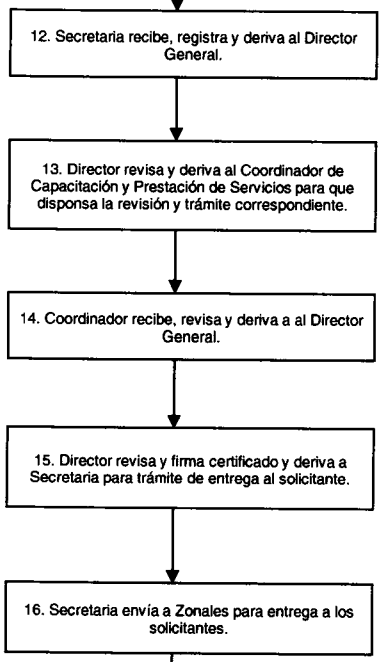 12. Secretaria recibe, registra y deriva al Director
General.
13. Director revisa y deriva al Coordinador de
Capacitación y Prestación de Servicios para que
disponsa la revisión y trámite correspondiente.
14. Coordinador recibe, revisa y deriva a al Director
General.
15. Director revisa y firma certificado y deriva a
Secretaria para trámite de entrega al solicitante.
16. Secretaria envía a Zonales para entrega a los
solicitantes.